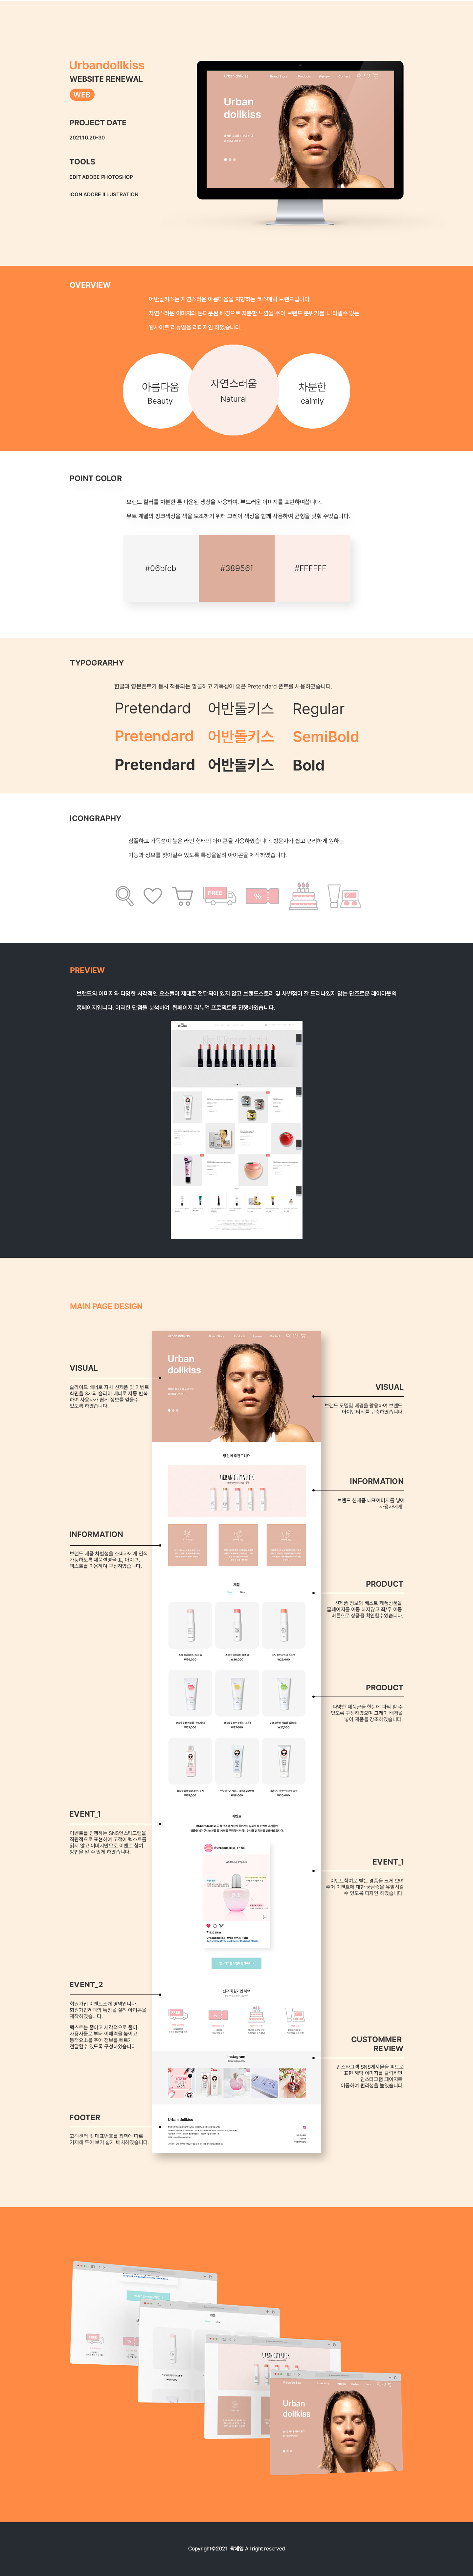 Urbandollkiss
WEBSITE RENEWAL
WEB
PROJECT DATE
2021.10.20-30
TOOLS
EDIT ADOBE PHOTOSHOP
ICON ADOBE ILLUSTRATION
Urban
dollkiss
OVERVIEW
어반돌키스는 자연스러운 아름다움을 지향하는 코스메틱 브랜드입니다.
자연스러운 이미지와 톤다운된 배경으로 차분한 느낌을 주어 브랜드 분위기를 나타낼수 있는
웹사이트 리뉴얼을 리디자인 하였습니다.
아름다움
Beauty
자연스러움
Natural
차분한
calmly
POINT COLOR
브랜드 컬러를 차분한 톤 다운된 색상을 사용하여, 부드러운 이미지를 표현하여씁니다.
뮤트 계열의 핑크색상을 색을 보조하기 위해 그레이 색상을 함께 사용하여 균형을 맞춰 주었습니다.
#06bfcb
#38956f
#FFFFFF
TYPOGRARHY
한글과 영문폰트가 동시 적용되는 깔끔하고 가독성이 좋은 Pretendard 폰트를 사용하였습니다.
Pretendard 어반돌키스 Regular
Pretendard 어반돌키스 SemiBold
Pretendard 어반돌키스 Bold
ICONGRAPHY
심플하고 가독성이 높은 라인 형태의 아이콘을 사용하였습니다. 방문자가 쉽고 편리하게 원하는
기능과 정보를 찾아갈수 있도록 특징을살려 아이콘을 제작하였습니다.
FREE
%
PREVIEW
브랜드의 이미지와 다양한 시각적인 요소들이 제대로 전달되어 있지 않고 브랜드스토리 및 차별점이 잘 드러나있지 않는 단조로운 레이아웃의
홈페이지입니다. 이러한 단점을 분석하여 웹페이지 리뉴얼 프로젝트를 진행하였습니다.
MAIN PAGE DESIGN
Urban
dollkiss
VISUAL
슬라이드 배너로 자사 신제품 및 이벤트
화면을 3개의 슬라이 배너로 자동 반복
하여 사용자가 쉽게 정보를 얻을수
있도록 하였습니다.
VISUAL
브랜드 모델및 배경을 활용하여 브랜드
아이덴티티를 구축하였습니다.
URBAN CITY STICK
INFORMATION
브랜드 신제품 대표이미지를 넣어
사용자에게
INFORMATION
브랜드 제품 차별성을 소비자에게 인식
가능하도록 제품설명을 표, 아이콘,
텍스트를 이용하여 구성하였습니다.
제품
PRODUCT
신제품 정보와 베스트 제품상품을
홈페이지를 이동 하지않고 좌/우 이동
버튼으로 상품을 확인할수있습니다.
PRODUCT
다양한 제품군을 한눈에 파악 할 수
있도록 구성하였으며 그레이 배경을
넣어 제품을 강조하였습니다.
EVENT_1
이벤트를 진행하는 SNS인스타그램을
직관적으로 표현하여 고객이 텍스트를
읽지 않고 이미지만으로 이벤트 참여
방법을 알 수 있게 하였습니다.
이벤트
EVENT_1
이벤트참여로 받는 경품을 크게 보여
주어 이벤트에 대한 궁금증을 유발시킬
수 있도록 디자인 하였습니다.
EVENT_2
회원가입 이벤트소개 영역입니다.
회원가입혜택의 특징을 살려 아이콘을
제작하였습니다.
텍스트는 줄이고 시각적으로 풀어
사용자들로 부터 이해력을 높이고
동적요소를 주어 정보를 빠르게
전달할수 있도록 구성하였습니다.
신규 회원가입 혜택
CUSTOMMER
REVIEW
인스타그램 SNS게시물을 피드로
표현 해당 이미지를 클릭하면
인스타그램 페이지로
이동하여 편리성을 높였습니다.
Instagram
FOOTER
고객센터 및 대표번호를 좌측에 따로
기재해 두어 보기 쉽게 배치하였습니다.
Urban dollkiss
URBAN CITY STICK
Urban
dollkiss
Copyright©2021 곽혜영 All right reserved